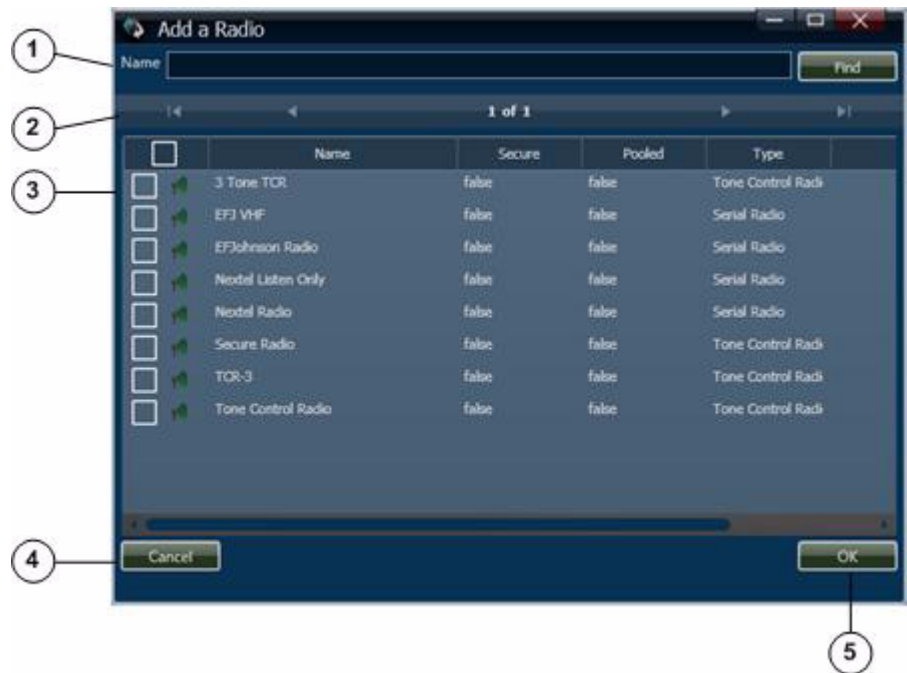 Add a Radio
1
Name
Find
2
1 of 1
Name Secure Pooled Type
3
3 Tone TCR false false Tone Control Radi
EFJ VHF false false Serial Radio
EFJohnson Radio false false Serial Radio
Nextel Listen Only false false Serial Radio
Nextel Radio false false Serial Radio
Secure Radio false false Tone Control Radi
TCR-3 false false Tone Control Radi
Tone Control Radio false false Tone Control Radi
4
Cancel
OK
5